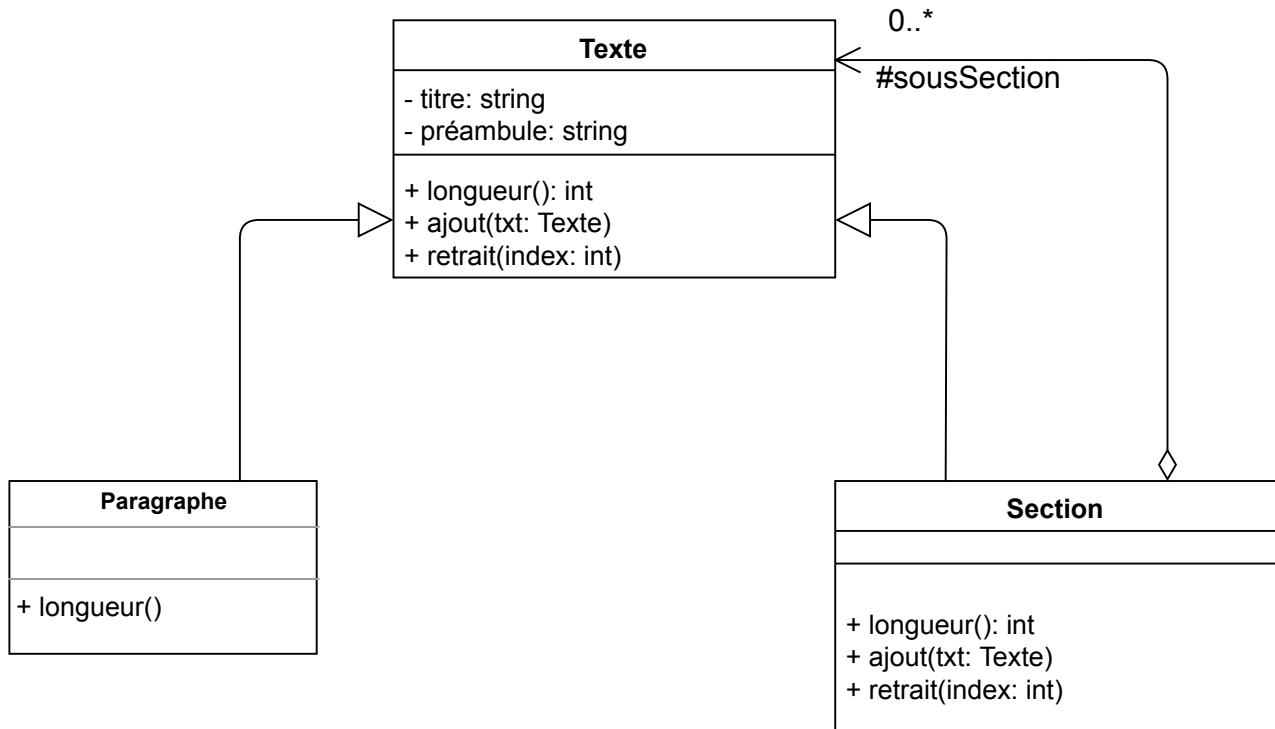 0..*
#sousSection
Texte
- titre: string
- préambule: string
+ longueur(): int
+ ajout(txt: Texte)
+ retrait(index: int)
Paragraphe
+ longueur()
Section
+ longueur(): int
+ ajout(txt: Texte)
+ retrait(index: int)